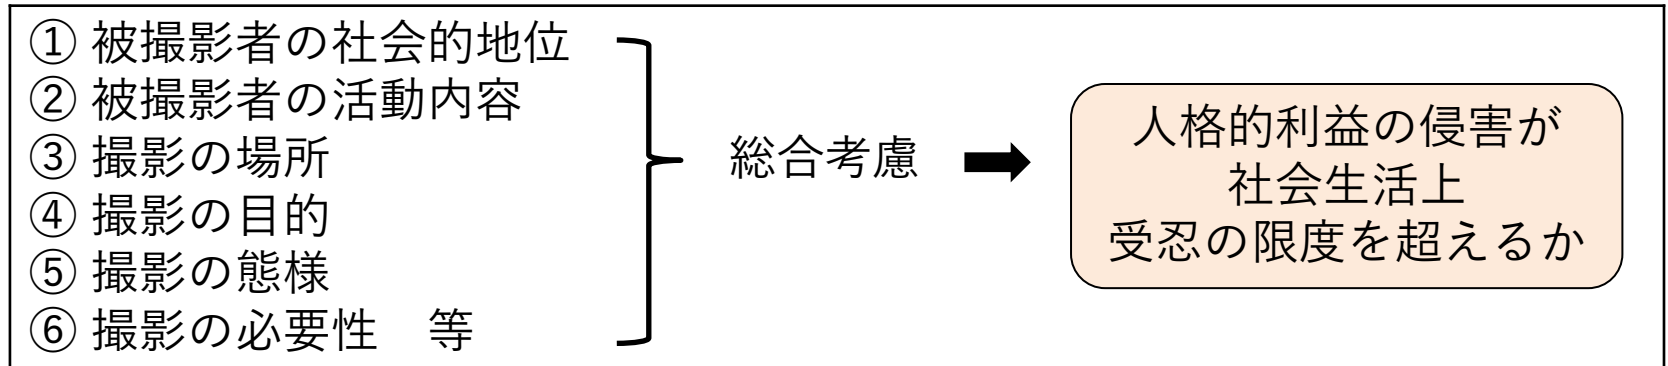 ① 被撮影者の社会的地位
② 被撮影者の活動内容
③ 撮影の場所
④ 撮影の目的
⑤ 撮影の態様
⑥ 撮影の必要性　等
総合考慮
人格的利益の侵害が
社会生活上
受忍の限度を超えるか